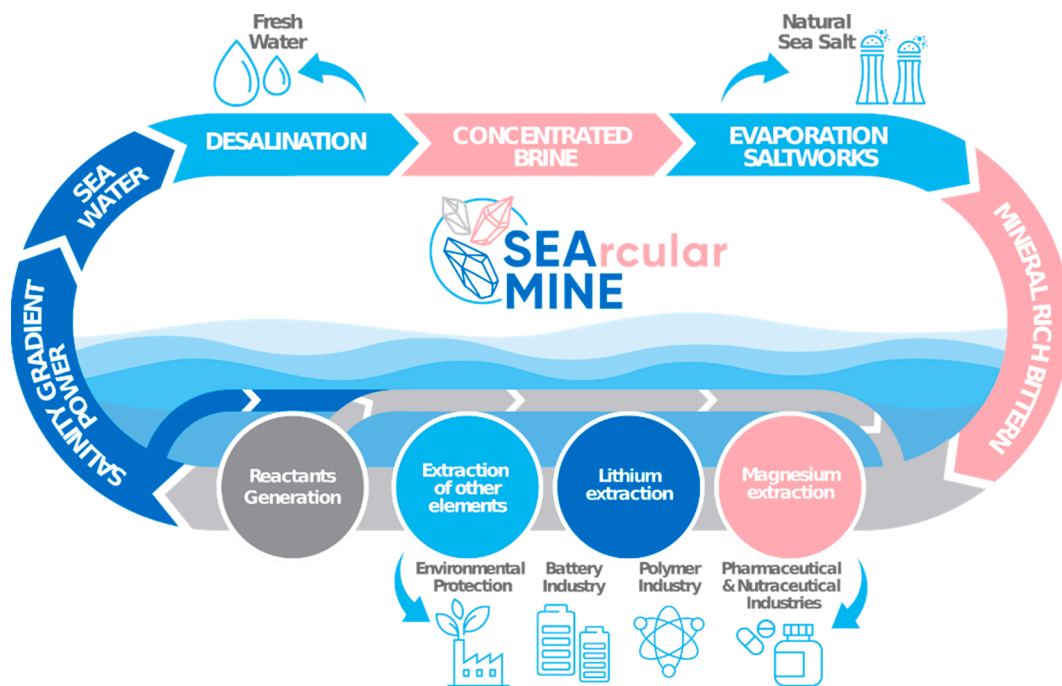 Fresh
Water
Natural
Sea Salt
DESALINATION
CONCENTRATED
BRINE
EVAPORATION
SALTWORKS
SEA
WATER
MINERAL RICH BITTERN
SEArcular
MINE
SALINITY GRADIENT
POWER
Reactants
Generation
Extraction
of other
elements
Lithium
extraction
Magnesium
extraction
Environmental
Protection
Battery
Industry
Polymer
Industry
Pharmaceutical
& Nutraceutical
Industries